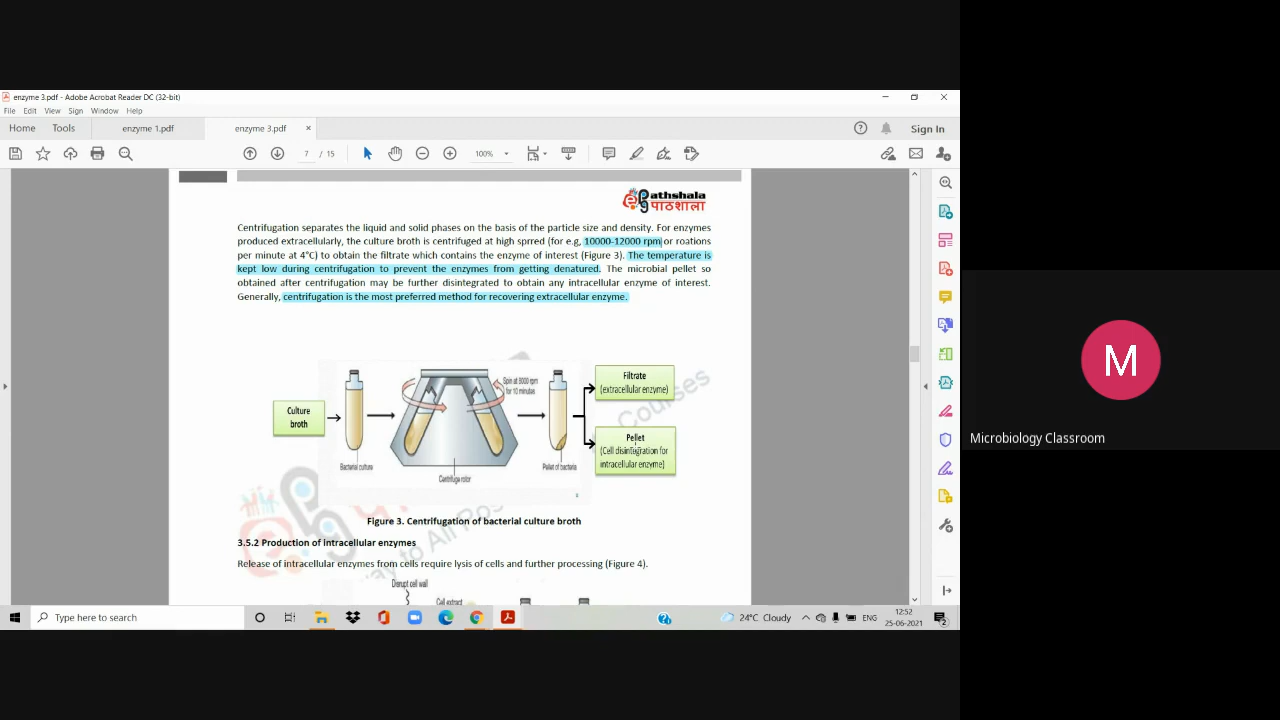 enzyme 3.pdf - Adobe Acrobat Reader DC (32-bit)
File Edit View Sign Window Help
Home Tools enzyme 1.pdf enzyme 3.pdf × Sign In
7 / 15 100%
ePathshala
पाठशाला
Centrifugation separates the liquid and solid phases on the basis of the particle size and density. For enzymes
produced extracellularly, the culture broth is centrifuged at high sprred (for e.g, 10000-12000 rpm or roations
per minute at 4°C) to obtain the filtrate which contains the enzyme of interest (Figure 3). The temperature is
kept low during centrifugation to prevent the enzymes from getting denatured. The microbial pellet so
obtained after centrifugation may be further disintegrated to obtain any intracellular enzyme of interest.
Generally, centrifugation is the most preferred method for recovering extracellular enzyme.
Culture
broth
Bacterial culture
Spin at 8000 rpm
for 10 minutes
Centrifuge rotor
Pellet of bacteria
Filtrate
(extracellular enzyme)
Pellet
(Cell disintegration for
intracellular enzyme)
Courses
Figure 3. Centrifugation of bacterial culture broth
3.5.2 Production of intracellular enzymes
to All
Release of intracellular enzymes from cells require lysis of cells and further processing (Figure 4).
Disrupt cell wall
Cell extract
Type here to search
24°C Cloudy
ENG
12:52
25-06-2021
2
M
Microbiology Classroom